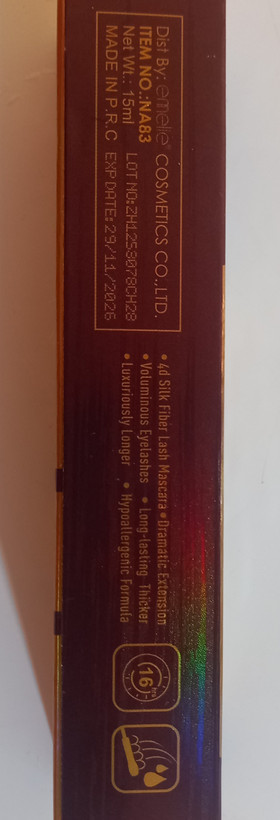 Dist By: emelie® COSMETICS CO.,LTD.
ITEM NO.:NA83
Net Wt.: 15ml LOT NO:ZH1258078CH28
MADE IN P.R.C EXP DATE: 29/11/2026
• 4d Silk Fiber Lash Mascara • Dramatic Extension
• Voluminous Eyelashes • Long-lasting Thicker
• Luxuriously Longer • Hypoallergenic Formula
16 hrs